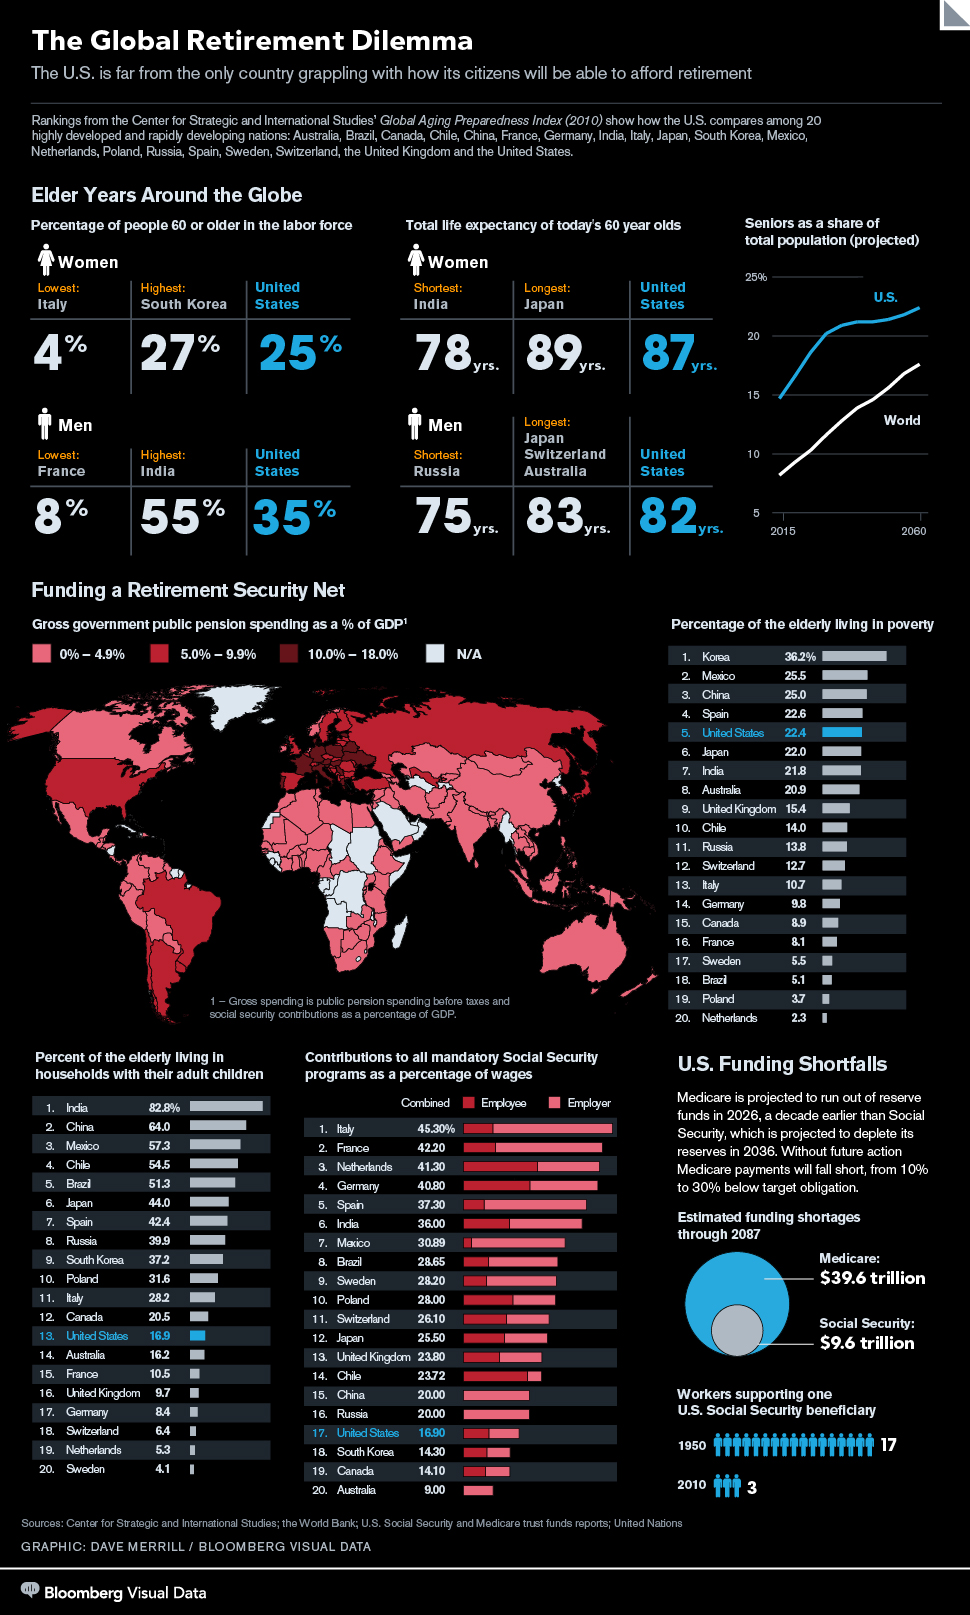 The Global Retirement Dilemma
The U.S. is far from the only country grappling with how its citizens will be able to afford retirement
Rankings from the Center for Strategic and International Studies' Global Aging Preparedness Index (2010) show how the U.S. compares among 20
highly developed and rapidly developing nations: Australia, Brazil, Canada, Chile, China, France, Germany, India, Italy, Japan, South Korea, Mexico,
Netherlands, Poland, Russia, Spain, Sweden, Switzerland, the United Kingdom and the United States.
Elder Years Around the Globe
Percentage of people 60 or older in the labor force
Women
Lowest:
Italy
4%
Highest:
South Korea
27%
United
States
25%
Men
Lowest:
France
8%
Highest:
India
55%
United
States
35%
Total life expectancy of today's 60 year olds
Women
Shortest:
India
78 yrs.
Longest:
Japan
89 yrs.
United
States
87 yrs.
Men
Shortest:
Russia
75 yrs.
Longest:
Japan
Switzerland
Australia
83 yrs.
United
States
82 yrs.
Seniors as a share of
total population (projected)
25%
U.S.
20
15
World
10
5
2015 2060
Funding a Retirement Security Net
Gross government public pension spending as a % of GDP1
0% – 4.9% 5.0% – 9.9% 10.0% – 18.0% N/A
1 – Gross spending is public pension spending before taxes and
social security contributions as a percentage of GDP.
Percentage of the elderly living in poverty
1. Korea 36.2%
2. Mexico 25.5
3. China 25.0
4. Spain 22.6
5. United States 22.4
6. Japan 22.0
7. India 21.8
8. Australia 20.9
9. United Kingdom 15.4
10. Chile 14.0
11. Russia 13.8
12. Switzerland 12.7
13. Italy 10.7
14. Germany 9.8
15. Canada 8.9
16. France 8.1
17. Sweden 5.5
18. Brazil 5.1
19. Poland 3.7
20. Netherlands 2.3
Percent of the elderly living in
households with their adult children
1. India 82.8%
2. China 64.0
3. Mexico 57.3
4. Chile 54.5
5. Brazil 51.3
6. Japan 44.0
7. Spain 42.4
8. Russia 39.9
9. South Korea 37.2
10. Poland 31.6
11. Italy 28.2
12. Canada 20.5
13. United States 16.9
14. Australia 16.2
15. France 10.5
16. United Kingdom 9.7
17. Germany 8.4
18. Switzerland 6.4
19. Netherlands 5.3
20. Sweden 4.1
Contributions to all mandatory Social Security
programs as a percentage of wages
Combined Employee Employer
1. Italy 45.30%
2. France 42.20
3. Netherlands 41.30
4. Germany 40.80
5. Spain 37.30
6. India 36.00
7. Mexico 30.89
8. Brazil 28.65
9. Sweden 28.20
10. Poland 28.00
11. Switzerland 26.10
12. Japan 25.50
13. United Kingdom 23.80
14. Chile 23.72
15. China 20.00
16. Russia 20.00
17. United States 16.90
18. South Korea 14.30
19. Canada 14.10
20. Australia 9.00
U.S. Funding Shortfalls
Medicare is projected to run out of reserve
funds in 2026, a decade earlier than Social
Security, which is projected to deplete its
reserves in 2036. Without future action
Medicare payments will fall short, from 10%
to 30% below target obligation.
Estimated funding shortages
through 2087
Medicare:
$39.6 trillion
Social Security:
$9.6 trillion
Workers supporting one
U.S. Social Security beneficiary
1950 17
2010 3
Sources: Center for Strategic and International Studies; the World Bank; U.S. Social Security and Medicare trust funds reports; United Nations
GRAPHIC: DAVE MERRILL / BLOOMBERG VISUAL DATA
Bloomberg Visual Data